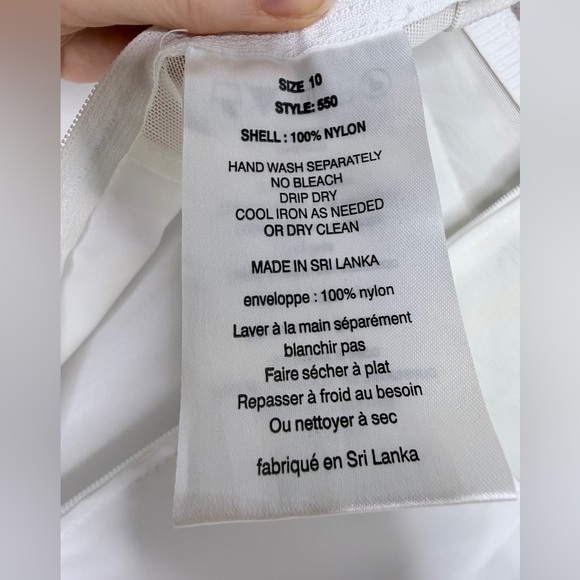 SIZE 10
STYLE: 550
SHELL : 100% NYLON
HAND WASH SEPARATELY
NO BLEACH
DRIP DRY
COOL IRON AS NEEDED
OR DRY CLEAN
MADE IN SRI LANKA
enveloppe : 100% nylon
Laver à la main séparément
blanchir pas
Faire sécher à plat
Repasser à froid au besoin
Ou nettoyer à sec
fabriqué en Sri Lanka